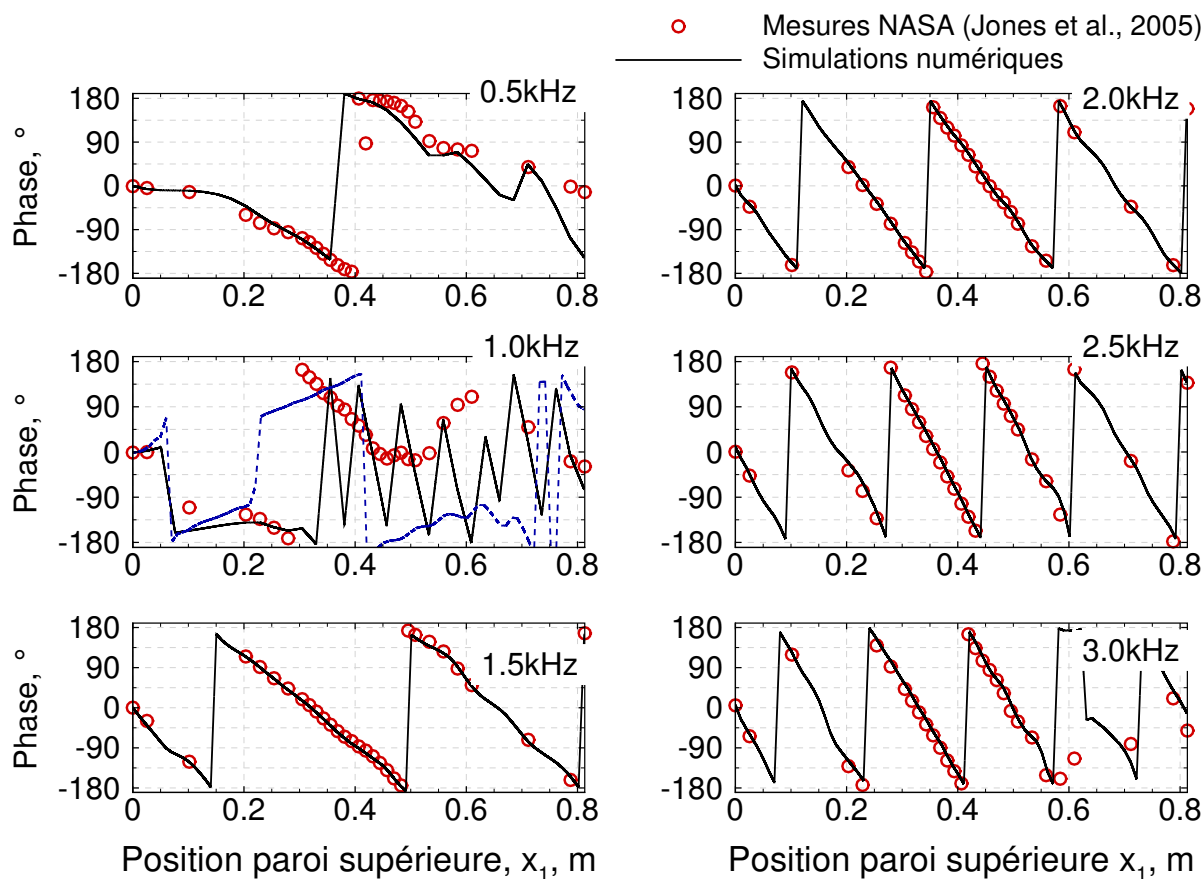 Mesures NASA (Jones et al., 2005)
Simulations numériques
Phase, °
180
90
0
-90
-180
0.5kHz
0 0.2 0.4 0.6 0.8
180
90
0
-90
-180
2.0kHz
0 0.2 0.4 0.6 0.8
Phase, °
180
90
0
-90
-180
1.0kHz
0 0.2 0.4 0.6 0.8
180
90
0
-90
-180
2.5kHz
0 0.2 0.4 0.6 0.8
Phase, °
180
90
0
-90
-180
1.5kHz
0 0.2 0.4 0.6 0.8
Position paroi supérieure, x₁, m
180
90
0
-90
-180
3.0kHz
0 0.2 0.4 0.6 0.8
Position paroi supérieure x₁, m